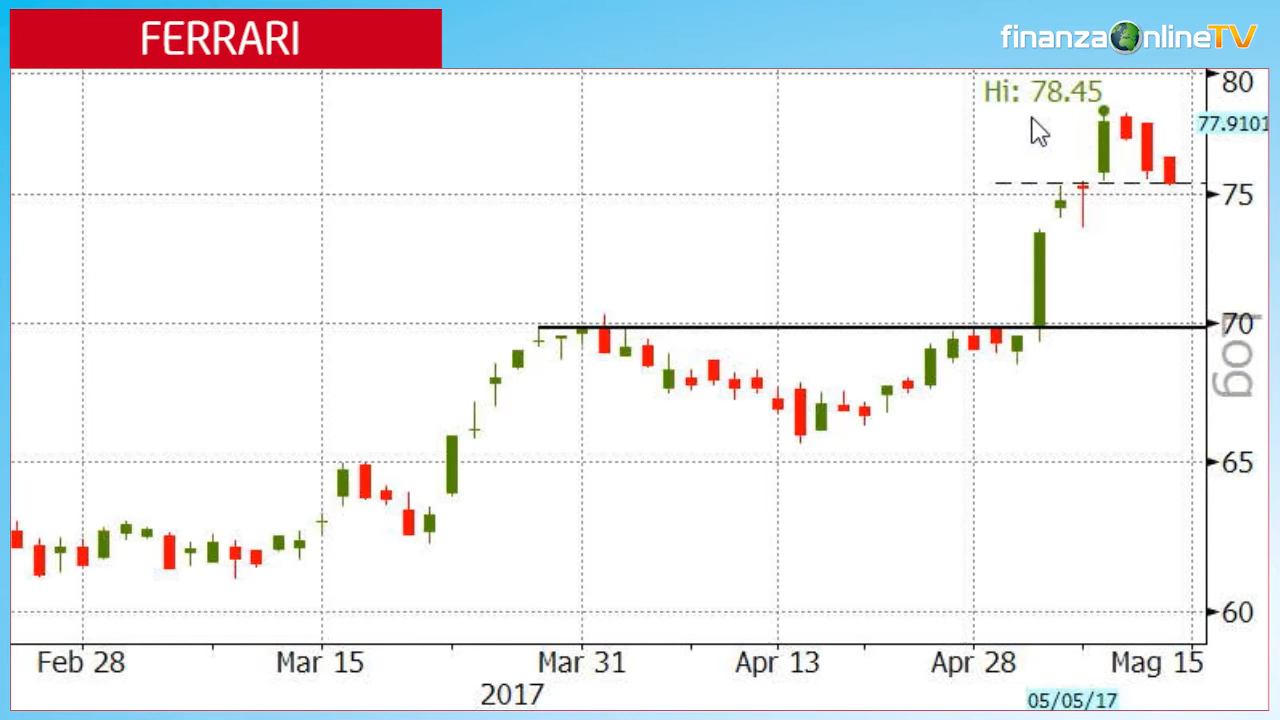 FERRARI
finanzaOnlineTV
Hi: 78.45
80
77.9101
75
70
Log
65
60
Feb 28
Mar 15
Mar 31
Apr 13
Apr 28
Mag 15
2017
05/05/17